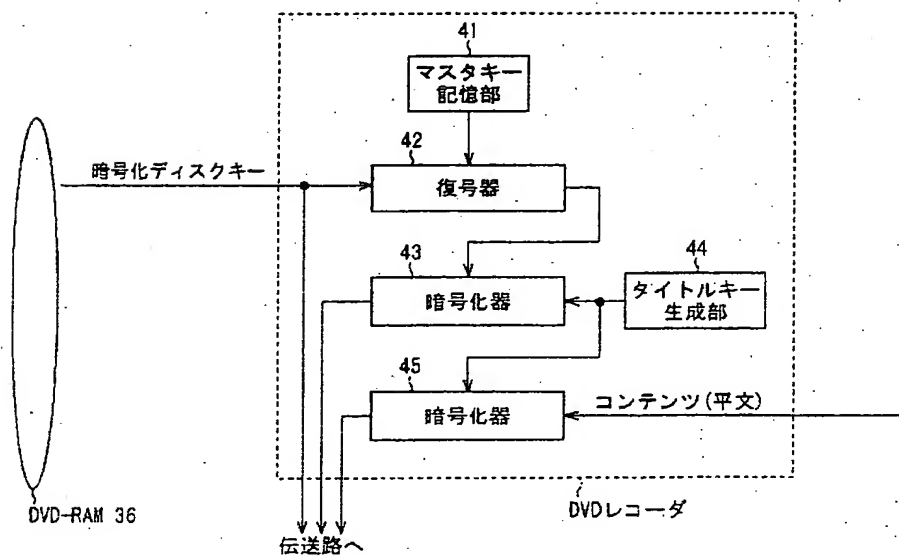 41
マスタキー
記憶部
42
暗号化ディスクキー
復号器
43
44
暗号化器
タイトルキー
生成部
45
暗号化器
コンテンツ(平文)
DVD-RAM 36
DVDレコーダ
伝送路へ